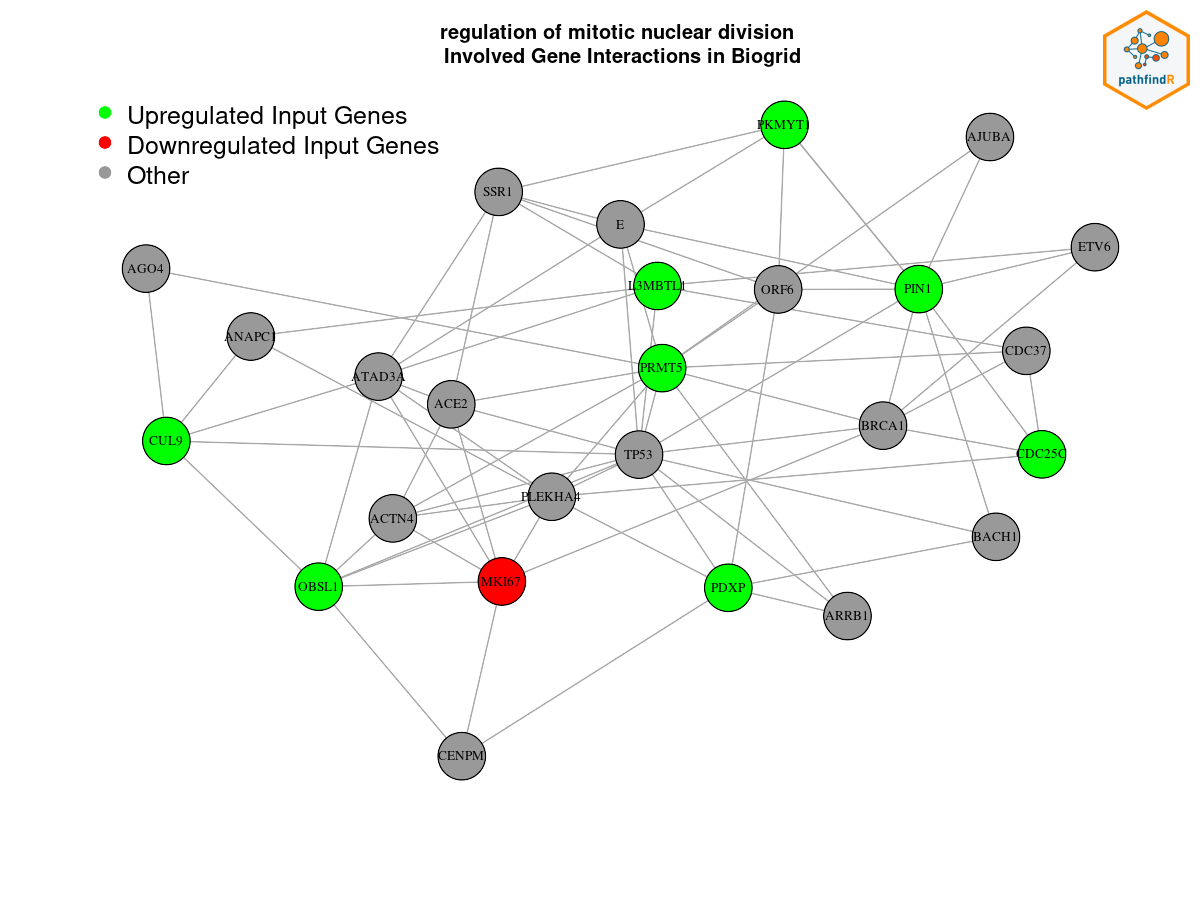 regulation of mitotic nuclear division
Involved Gene Interactions in Biogrid
pathfindR
Upregulated Input Genes
Downregulated Input Genes
Other
PKMYT1
AJUBA
SSR1
E
ETV6
AGO4
L3MBTL1
ORF6
PIN1
ANAPC1
CDC37
PRMT5
ATAD3A
ACE2
BRCA1
CUL9
TP53
CDC25C
PLEKHA4
ACTN4
BACH1
OBSL1
MKI67
PDXP
ARRB1
CENPM